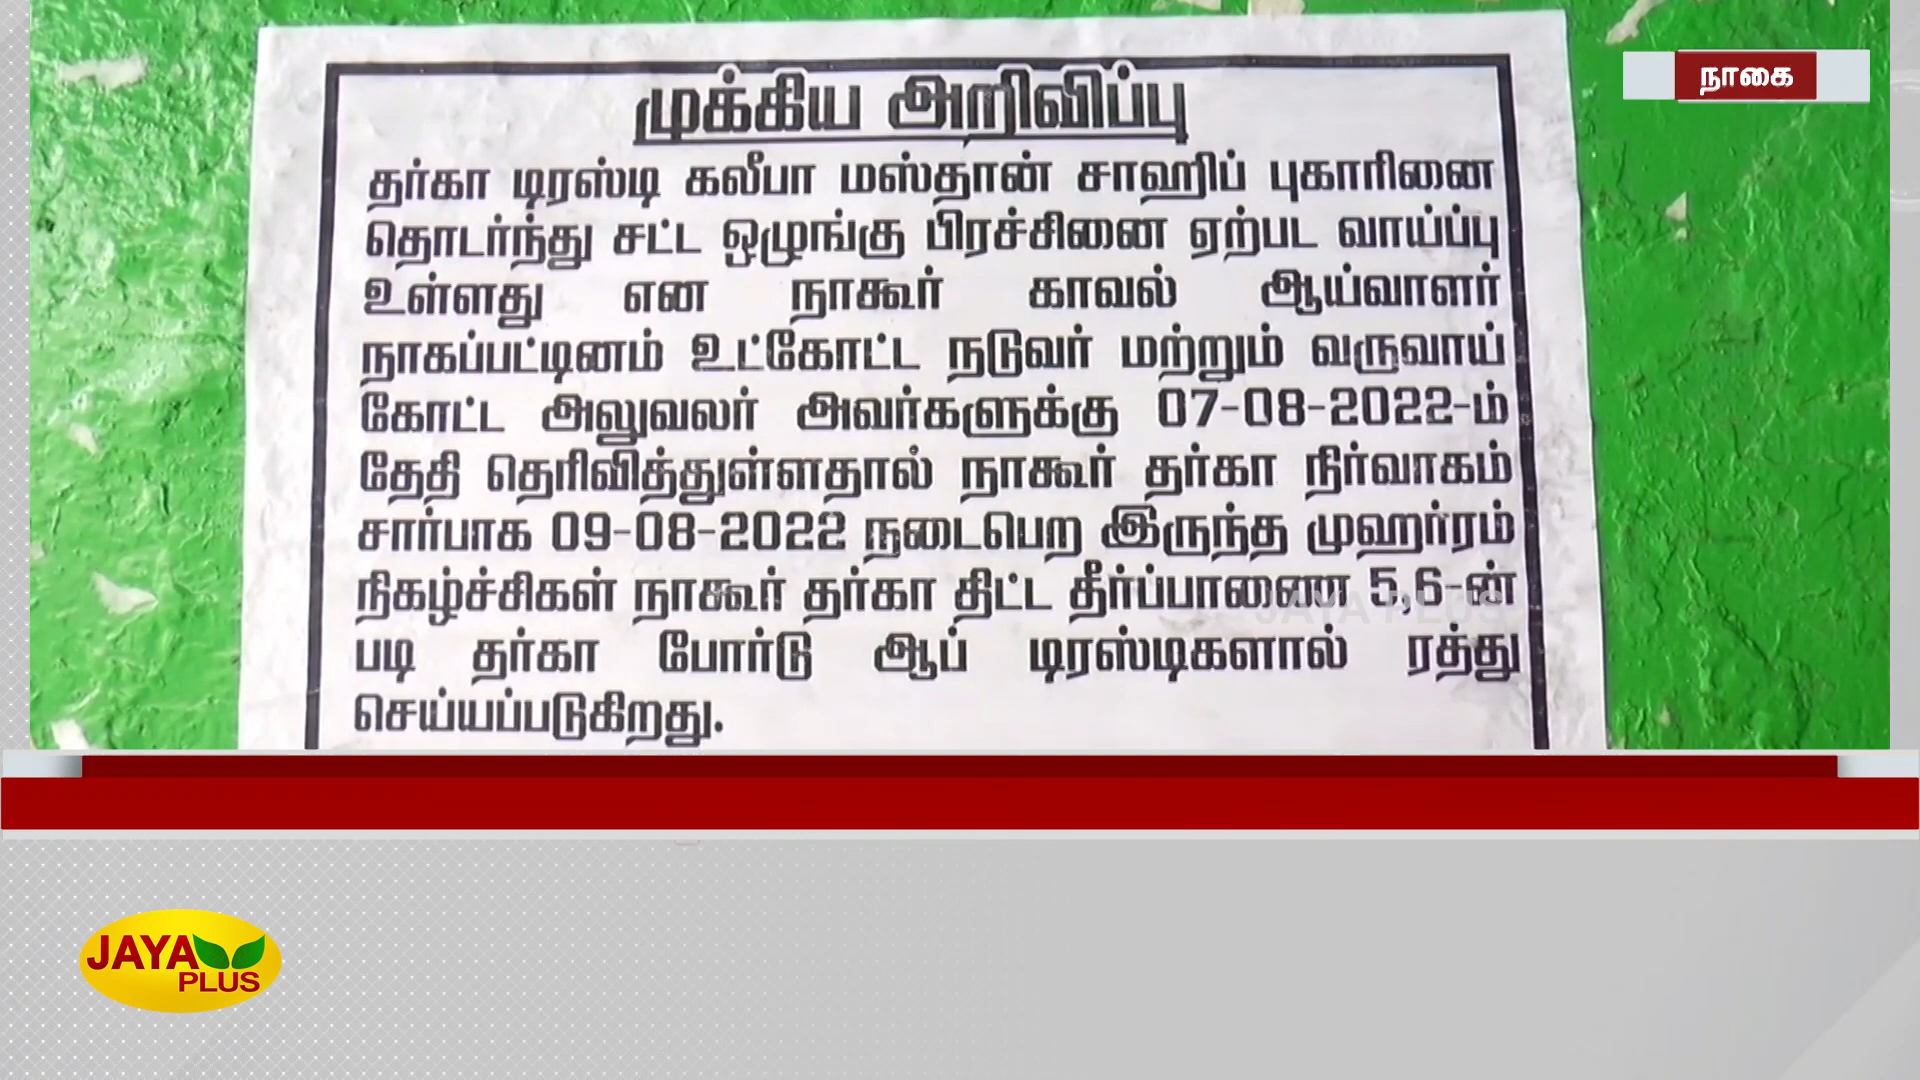 நாகை
முக்கிய அறிவிப்பு
தர்கா டிரஸ்டி கலீபா மஸ்தான் சாஹிப் புகாரினை
தொடர்ந்து சட்ட ஒழுங்கு பிரச்சினை ஏற்பட வாய்ப்பு
உள்ளது என நாகூர் காவல் ஆய்வாளர்
நாகப்பட்டினம் உட்கோட்ட நடுவர் மற்றும் வருவாய்
கோட்ட அலுவலர் அவர்களுக்கு 07-08-2022-ம்
தேதி தெரிவித்துள்ளதால் நாகூர் தர்கா நிர்வாகம்
சார்பாக 09-08-2022 நடைபெற இருந்த முஹர்ரம்
நிகழ்ச்சிகள் நாகூர் தர்கா திட்ட தீர்ப்பாணை 5,6-ன்
படி தர்கா போர்டு ஆப் டிரஸ்டிகளால் ரத்து
செய்யப்படுகிறது.
JAYA PLUS
JAYA
PLUS